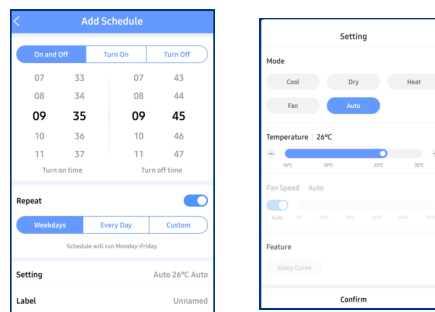 Add Schedule
On and Off Turn On Turn Off
07 33 07 43
08 34 08 44
09 35 09 45
10 36 10 46
11 37 11 47
Turn on time Turn off time
Repeat
Weekdays Every Day Custom
Schedule will run Monday-Friday
Setting Auto 26°C Auto
Label Unnamed
Setting
Mode
Cool Dry Heat
Fan Auto
Temperature 26°C
16°C 20°C 25°C 30°C
Fan Speed Auto
Auto
Feature
Sleep Curve
Confirm